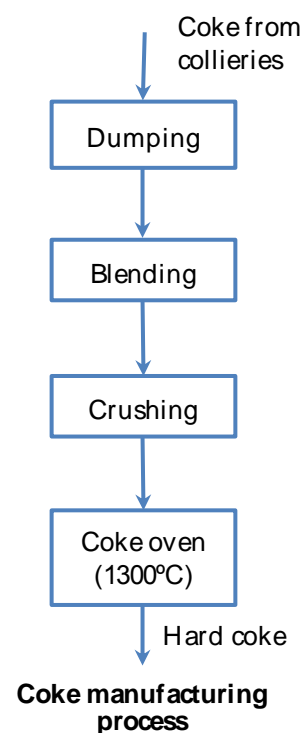 Coke from
collieries
Dumping
Blending
Crushing
Coke oven
(1300ºC)
Hard coke
Coke manufacturing
process